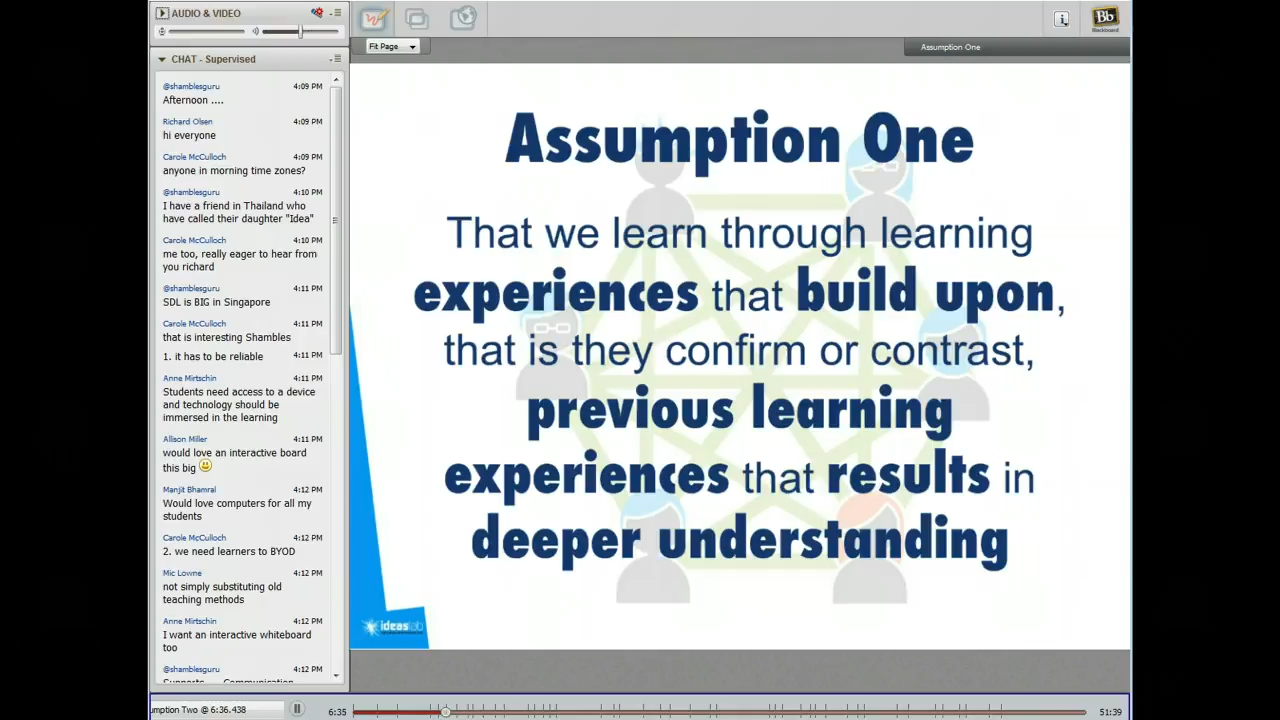 AUDIO & VIDEO
CHAT - Supervised
@shamblesguru 4:09 PM
Afternoon ....
Richard Olsen 4:09 PM
hi everyone
Carole McCulloch 4:09 PM
anyone in morning time zones?
@shamblesguru 4:10 PM
I have a friend in Thailand who
have called their daughter "Idea"
Carole McCulloch 4:10 PM
me too, really eager to hear from
you richard
@shamblesguru 4:11 PM
SDL is BIG in Singapore
Carole McCulloch 4:11 PM
that is interesting Shambles
1. it has to be reliable 4:11 PM
Anne Mirtschin 4:11 PM
Students need access to a device
and technology should be
immersed in the learning
Allison Miller 4:11 PM
would love an interactive board
this big
Manjit Bhamral 4:12 PM
Would love computers for all my
students
Carole McCulloch 4:12 PM
2. we need learners to BYOD
Mic Lowne 4:12 PM
not simply substituting old
teaching methods
Anne Mirtschin 4:12 PM
I want an interactive whiteboard
too
@shamblesguru 4:12 PM
Fit Page
Bb
Blackboard
Assumption One
Assumption One
That we learn through learning
experiences that build upon,
that is they confirm or contrast,
previous learning
experiences that results in
deeper understanding
ideaslab
umption Two @ 6:36.438
6:35
51:39